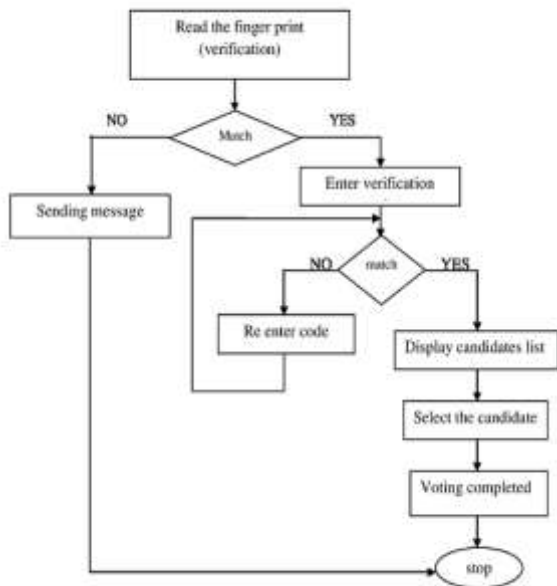 Read the finger print
(verification)
NO
YES
Match
Enter verification
Sending message
NO
match
YES
Re enter code
Display candidates list
Select the candidate
Voting completed
stop